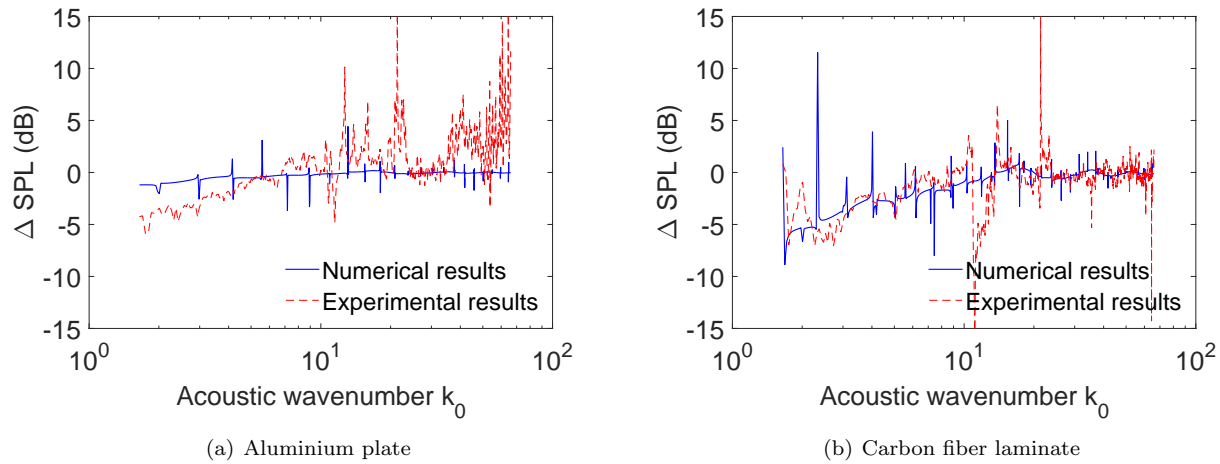 15
10
5
0
-5
-10
-15
Δ SPL (dB)
Numerical results
Experimental results
10^0
10^1
10^2
Acoustic wavenumber k_0
(a) Aluminium plate
15
10
5
0
-5
-10
-15
Δ SPL (dB)
Numerical results
Experimental results
10^0
10^1
10^2
Acoustic wavenumber k_0
(b) Carbon fiber laminate